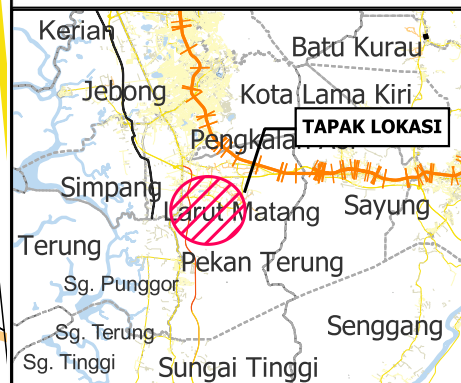 Kerian
Batu Kurau
Jebong
Kota Lama Kiri
TAPAK LOKASI
Simpang
Larut Matang
Sayung
Terung
Pekan Terung
Sg. Punggor
Senggang
Sg. Terung
Sg. Tinggi
Sungai Tinggi